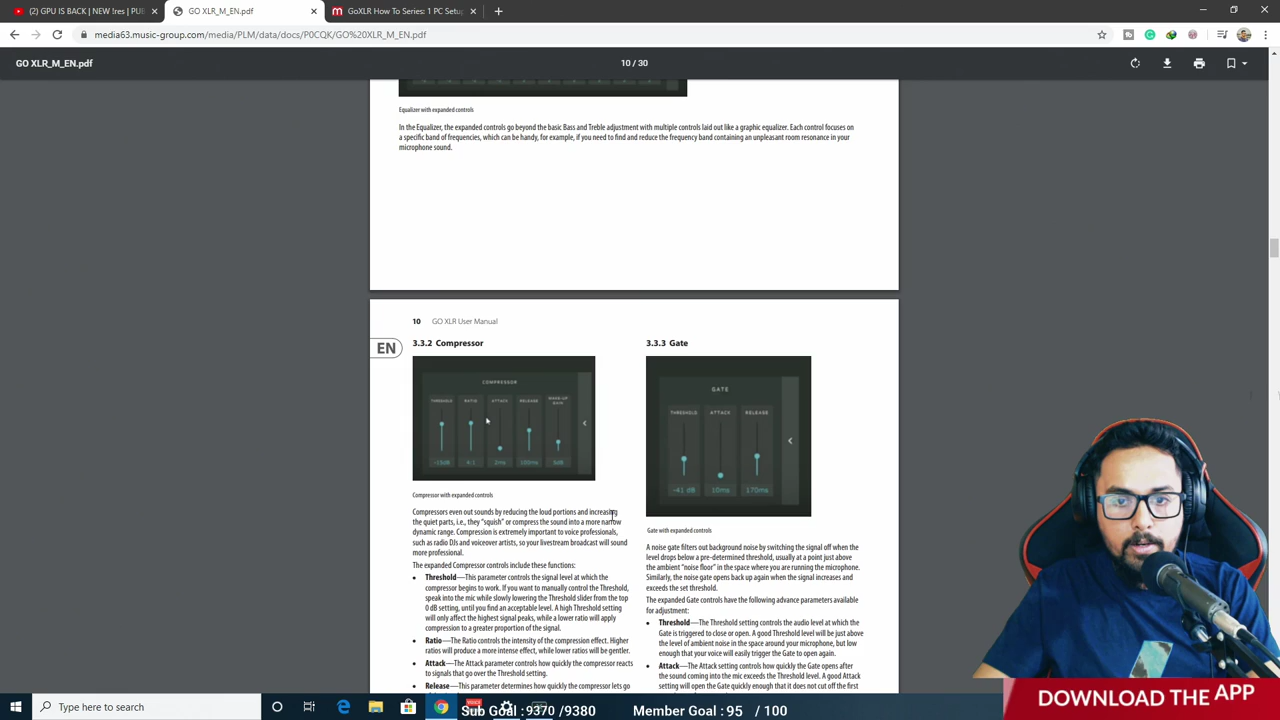 (2) GPU IS BACK | NEW !res | PUB
GO XLR_M_EN.pdf
GoXLR How To Series: 1 PC Setup
media63.music-group.com/media/PLM/data/docs/P0CQK/GO%20XLR_M_EN.pdf
GO XLR_M_EN.pdf
10 / 30
Equalizer with expanded controls
In the Equalizer, the expanded controls go beyond the basic Bass and Treble adjustment with multiple controls laid out like a graphic equalizer. Each control focuses on
a specific band of frequencies, which can be handy, for example, if you need to find and reduce the frequency band containing an unpleasant room resonance in your
microphone sound.
10 GO XLR User Manual
EN
3.3.2 Compressor
COMPRESSOR
THRESHOLD RATIO ATTACK RELEASE MAKE-UP GAIN
-15dB 4:1 2ms 100ms 5dB
Compressor with expanded controls
Compressors even out sounds by reducing the loud portions and increasing
the quiet parts, i.e., they “squish” or compress the sound into a more narrow
dynamic range. Compression is extremely important to voice professionals,
such as radio DJs and voiceover artists, so your livestream broadcast will sound
more professional.
The expanded Compressor controls include these functions:
• Threshold—This parameter controls the signal level at which the
compressor begins to work. If you want to manually control the Threshold,
speak into the mic while slowly lowering the Threshold slider from the top
0 dB setting, until you find an acceptable level. A high Threshold setting
will only affect the highest signal peaks, while a lower ratio will apply
compression to a greater proportion of the signal.
• Ratio—The Ratio controls the intensity of the compression effect. Higher
ratios will produce a more intense effect, while lower ratios will be gentler.
• Attack—The Attack parameter controls how quickly the compressor reacts
to signals that go over the Threshold setting.
• Release—This parameter determines how quickly the compressor lets go
3.3.3 Gate
GATE
THRESHOLD ATTACK RELEASE
-41 dB 10ms 170ms
Gate with expanded controls
A noise gate filters out background noise by switching the signal off when the
level drops below a pre-determined threshold, usually at a point just above
the ambient “noise floor” in the space where you are running the microphone.
Similarly, the noise gate opens back up again when the signal increases and
exceeds the set threshold.
The expanded Gate controls have the following advance parameters available
for adjustment:
• Threshold—The Threshold setting controls the audio level at which the
Gate is triggered to close or open. A good Threshold level will be just above
the level of ambient noise in the space around your microphone, but low
enough that your voice will easily trigger the Gate to open again.
• Attack—The Attack setting controls how quickly the Gate opens after
the sound coming into the mic exceeds the Threshold level. A good Attack
setting will open the Gate quickly enough that it does not cut off the first
Type here to search
Sub Goal :9370 /9380
Member Goal :95 / 100
DOWNLOAD THE APP